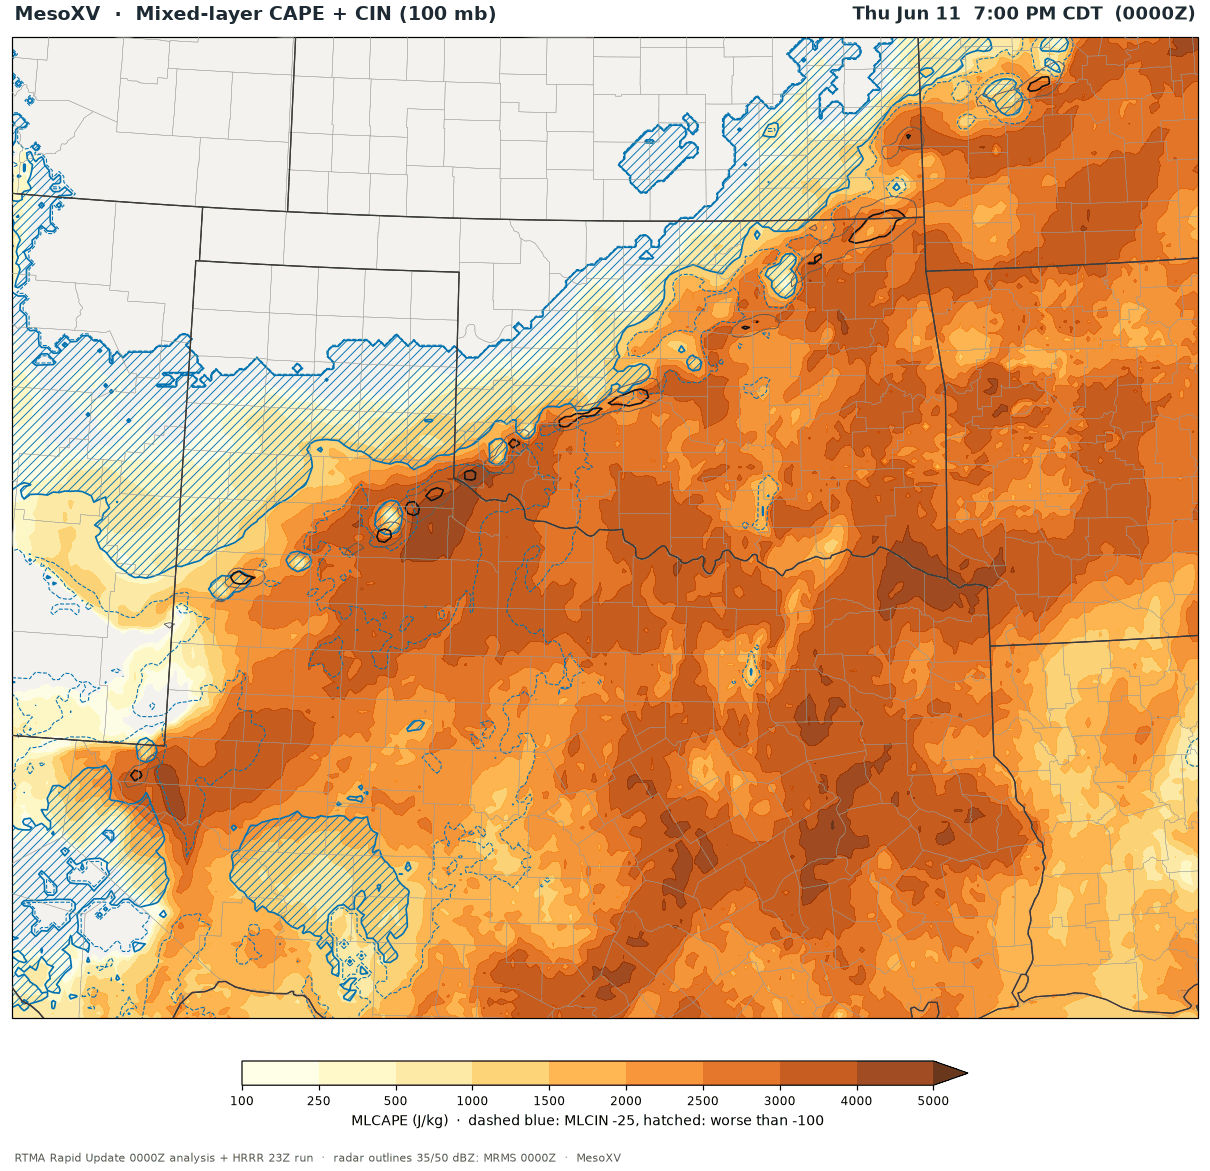 MesoXV · Mixed-layer CAPE + CIN (100 mb)
Thu Jun 11 7:00 PM CDT (0000Z)
100 250 500 1000 1500 2000 2500 3000 4000 5000
MLCAPE (J/kg) · dashed blue: MLCIN -25, hatched: worse than -100
RTMA Rapid Update 0000Z analysis + HRRR 23Z run · radar outlines 35/50 dBZ: MRMS 0000Z · MesoXV